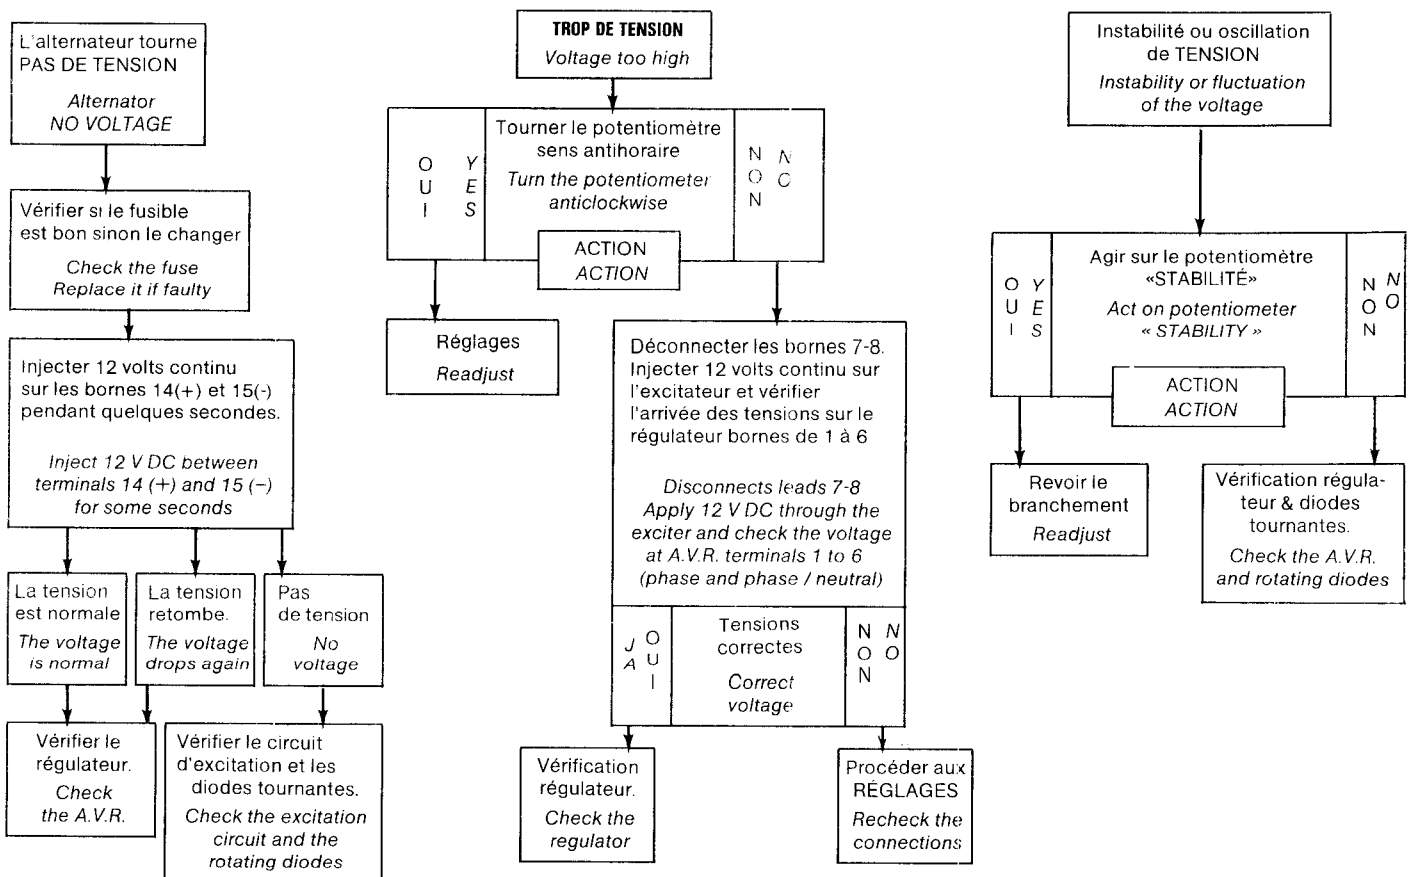 L'alternateur tourne
PAS DE TENSION
Alternator
NO VOLTAGE
Vérifier si le fusible
est bon sinon le changer
Check the fuse
Replace it if faulty
Injecter 12 volts continu
sur les bornes 14(+) et 15(-)
pendant quelques secondes.
Inject 12 V DC between
terminals 14 (+) and 15 (-)
for some seconds
La tension
est normale
The voltage
is normal
La tension
retombe.
The voltage
drops again
Pas
de tension
No
voltage
Vérifier le
régulateur.
Check
the A.V.R.
Vérifier le circuit
d'excitation et les
diodes tournantes.
Check the excitation
circuit and the
rotating diodes
TROP DE TENSION
Voltage too high
OUI
YES
Tourner le potentiomètre
sens antihoraire
Turn the potentiometer
anticlockwise
NON
NO
ACTION
ACTION
Réglages
Readjust
Déconnecter les bornes 7-8.
Injecter 12 volts continu sur
l'excitateur et vérifier
l'arrivée des tensions sur le
régulateur bornes de 1 à 6
Disconnects leads 7-8
Apply 12 V DC through the
exciter and check the voltage
at A.V.R. terminals 1 to 6
(phase and phase / neutral)
JA
OUI
Tensions
correctes
Correct
voltage
NON
NO
Vérification
régulateur.
Check the
regulator
Procéder aux
RÉGLAGES
Recheck the
connections
Instabilité ou oscillation
de TENSION
Instability or fluctuation
of the voltage
OUI
YES
Agir sur le potentiomètre
«STABILITÉ»
Act on potentiometer
« STABILITY »
NON
NO
ACTION
ACTION
Revoir le
branchement
Readjust
Vérification régula-
teur & diodes
tournantes.
Check the A.V.R.
and rotating diodes